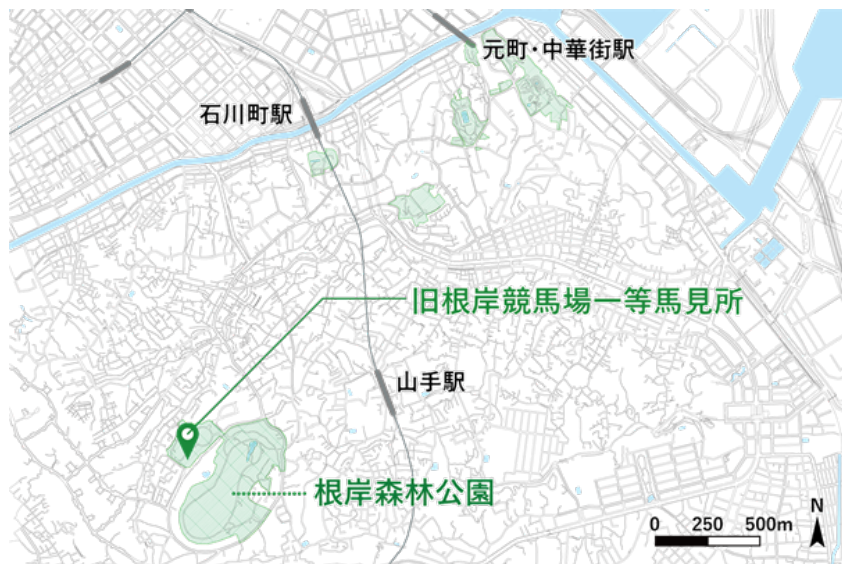 元町・中華街駅
石川町駅
旧根岸競馬場一等馬見所
山手駅
根岸森林公園
N
0 250 500m